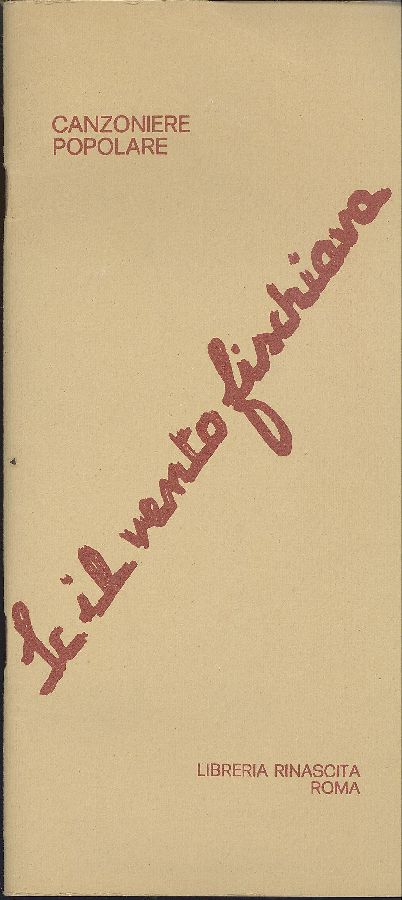 CANZONIERE
POPOLARE
Se il vento fischiava
LIBRERIA RINASCITA
ROMA